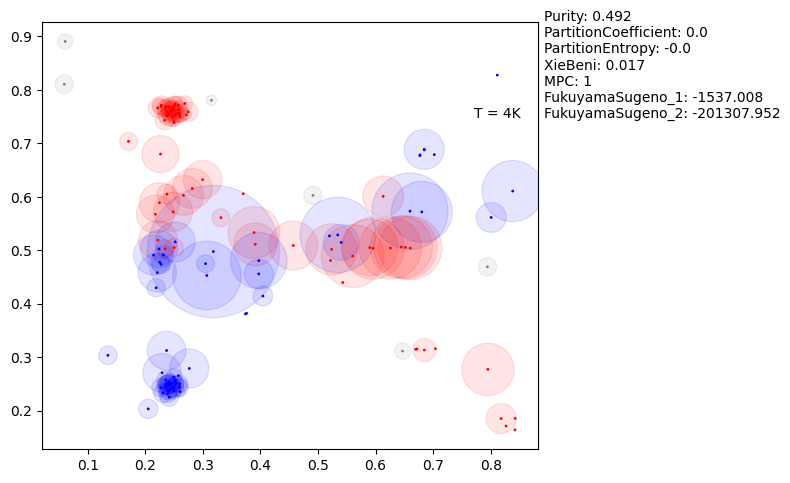 Purity: 0.492
PartitionCoefficient: 0.0
PartitionEntropy: -0.0
XieBeni: 0.017
MPC: 1
FukuyamaSugeno_1: -1537.008
FukuyamaSugeno_2: -201307.952
T = 4K
0.9
0.8
0.7
0.6
0.5
0.4
0.3
0.2
0.1 0.2 0.3 0.4 0.5 0.6 0.7 0.8